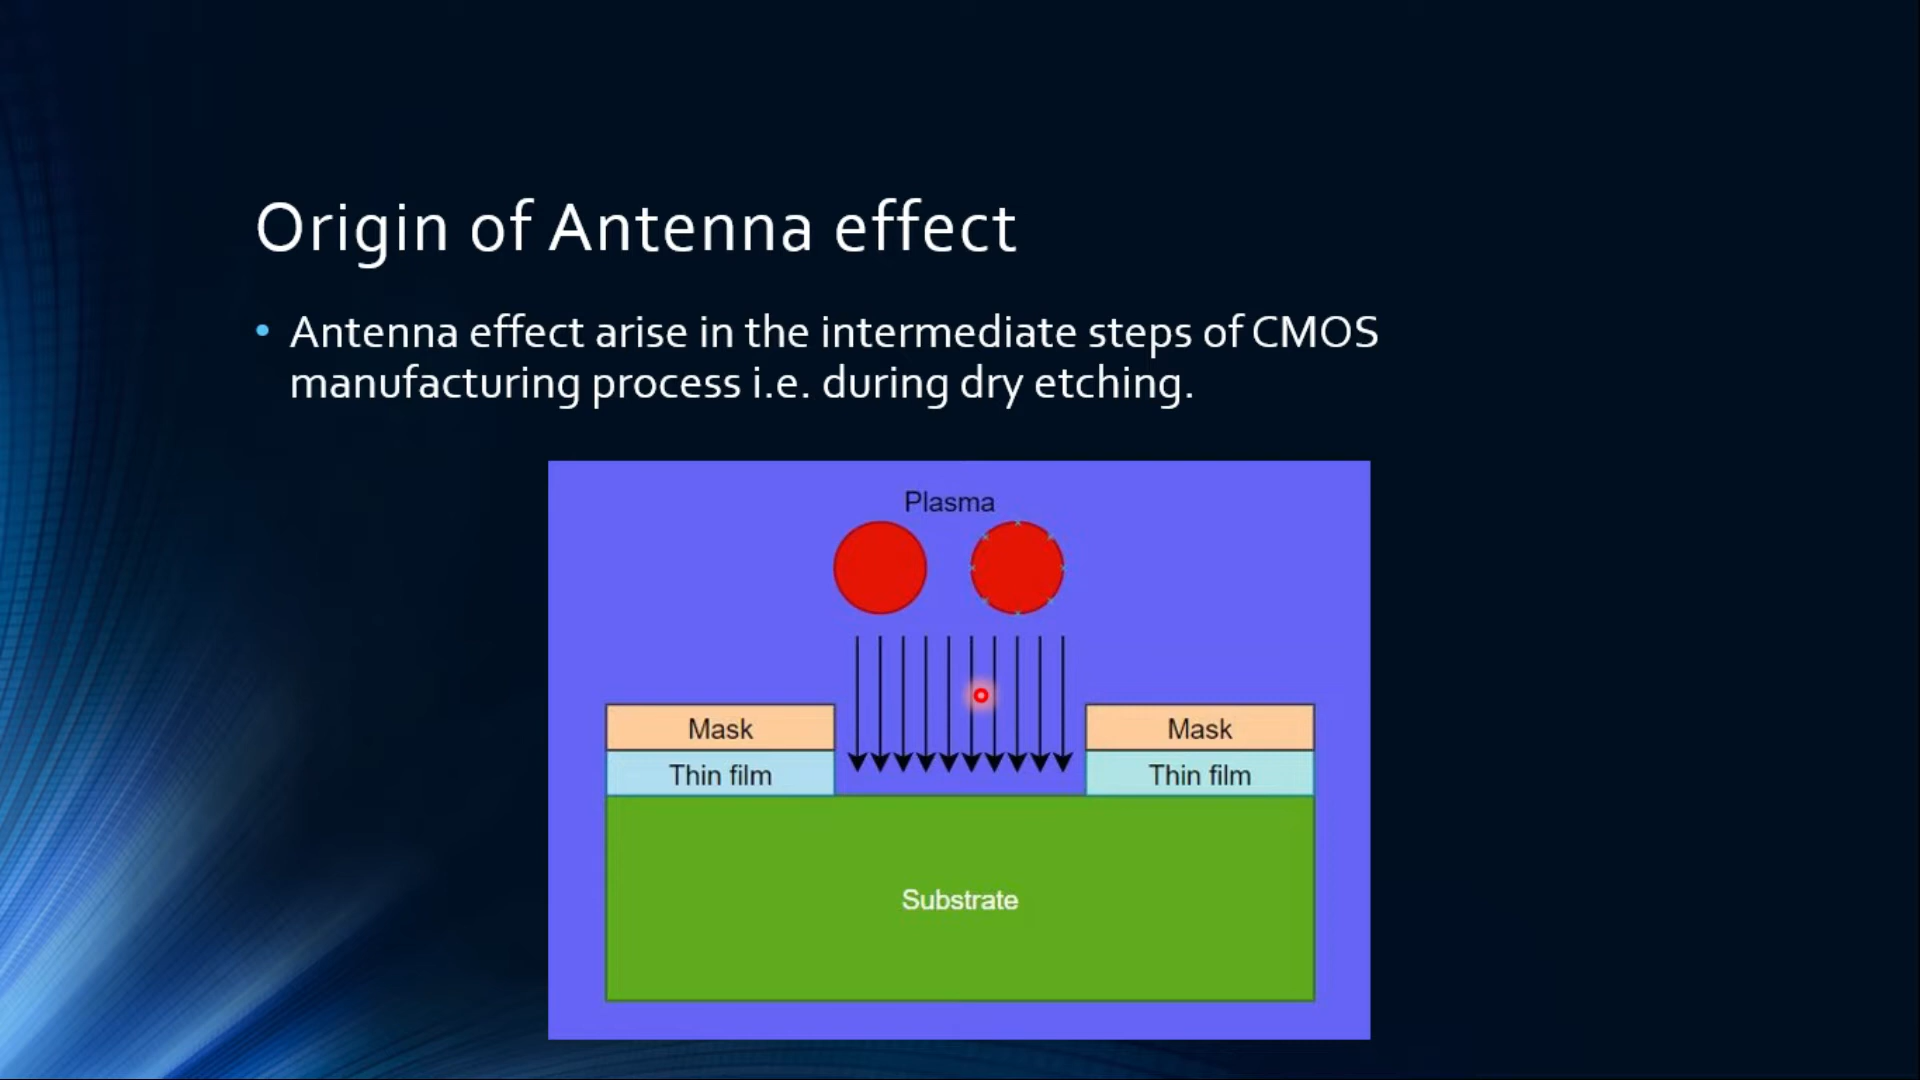 Origin of Antenna effect
• Antenna effect arise in the intermediate steps of CMOS
manufacturing process i.e. during dry etching.
Plasma
Mask
Mask
Thin film
Thin film
Substrate